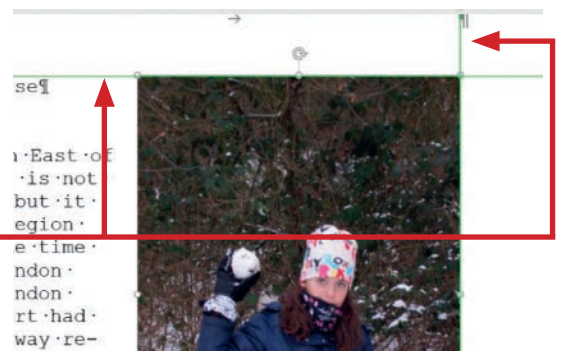 → ¶
se¶
n·East·of
·is·not
but·it·
egion·
e·time·
ndon·
ndon·
rt·had·
way·re-